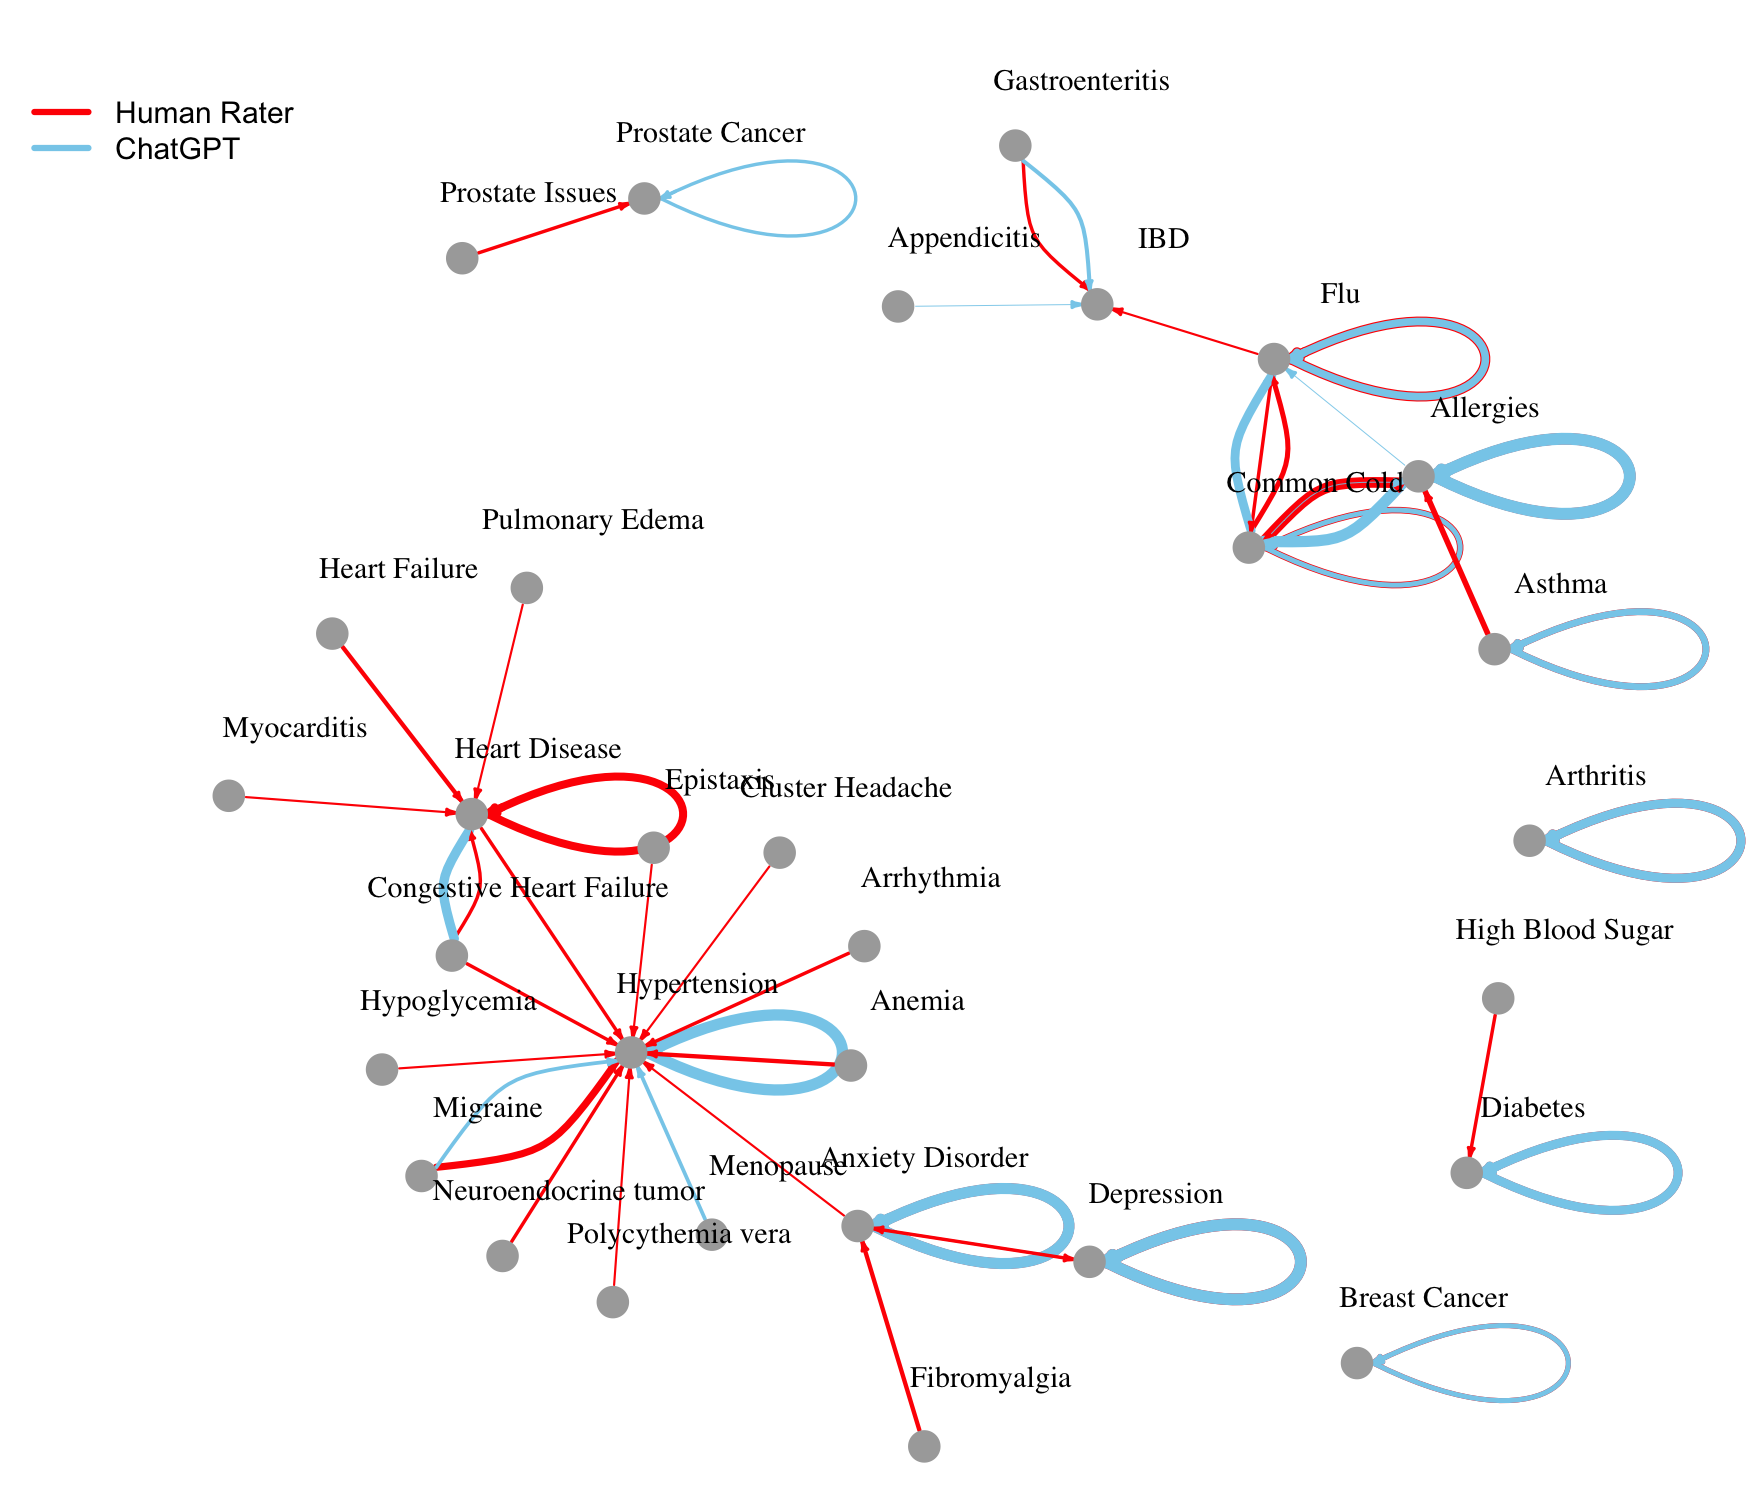 Gastroenteritis
Human Rater
Prostate Cancer
ChatGPT
Prostate Issues
Appendicitis
IBD
Flu
Allergies
Common Cold
Pulmonary Edema
Heart Failure
Asthma
Myocarditis
Heart Disease
Epistaxis
Cluster Headache
Arthritis
Congestive Heart Failure
Arrhythmia
High Blood Sugar
Hypertension
Hypoglycemia
Anemia
Migraine
Diabetes
Menopause
Anxiety Disorder
Neuroendocrine tumor
Depression
Polycythemia vera
Breast Cancer
Fibromyalgia